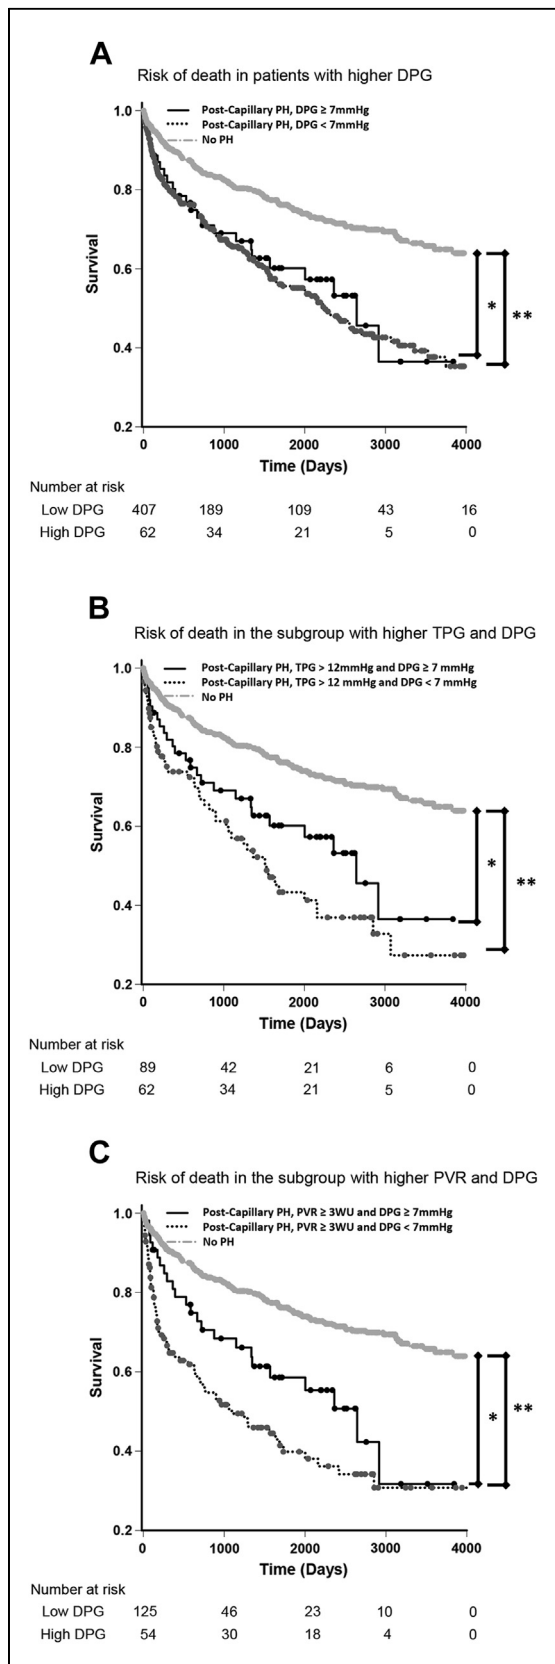 A
Risk of death in patients with higher DPG
Post-Capillary PH, DPG ≥ 7mmHg
Post-Capillary PH, DPG < 7mmHg
No PH
1.0
0.8
0.6
0.4
0.2
Survival
*
**
0 1000 2000 3000 4000
Time (Days)
Number at risk
Low DPG 407 189 109 43 16
High DPG 62 34 21 5 0
B
Risk of death in the subgroup with higher TPG and DPG
Post-Capillary PH, TPG > 12mmHg and DPG ≥ 7 mmHg
Post-Capillary PH, TPG > 12 mmHg and DPG < 7 mmHg
No PH
1.0
0.8
0.6
0.4
0.2
Survival
*
**
0 1000 2000 3000 4000
Time (Days)
Number at risk
Low DPG 89 42 21 6 0
High DPG 62 34 21 5 0
C
Risk of death in the subgroup with higher PVR and DPG
Post-Capillary PH, PVR ≥ 3WU and DPG ≥ 7mmHg
Post-Capillary PH, PVR ≥ 3WU and DPG < 7mmHg
No PH
1.0
0.8
0.6
0.4
0.2
Survival
*
**
0 1000 2000 3000 4000
Time (Days)
Number at risk
Low DPG 125 46 23 10 0
High DPG 54 30 18 4 0